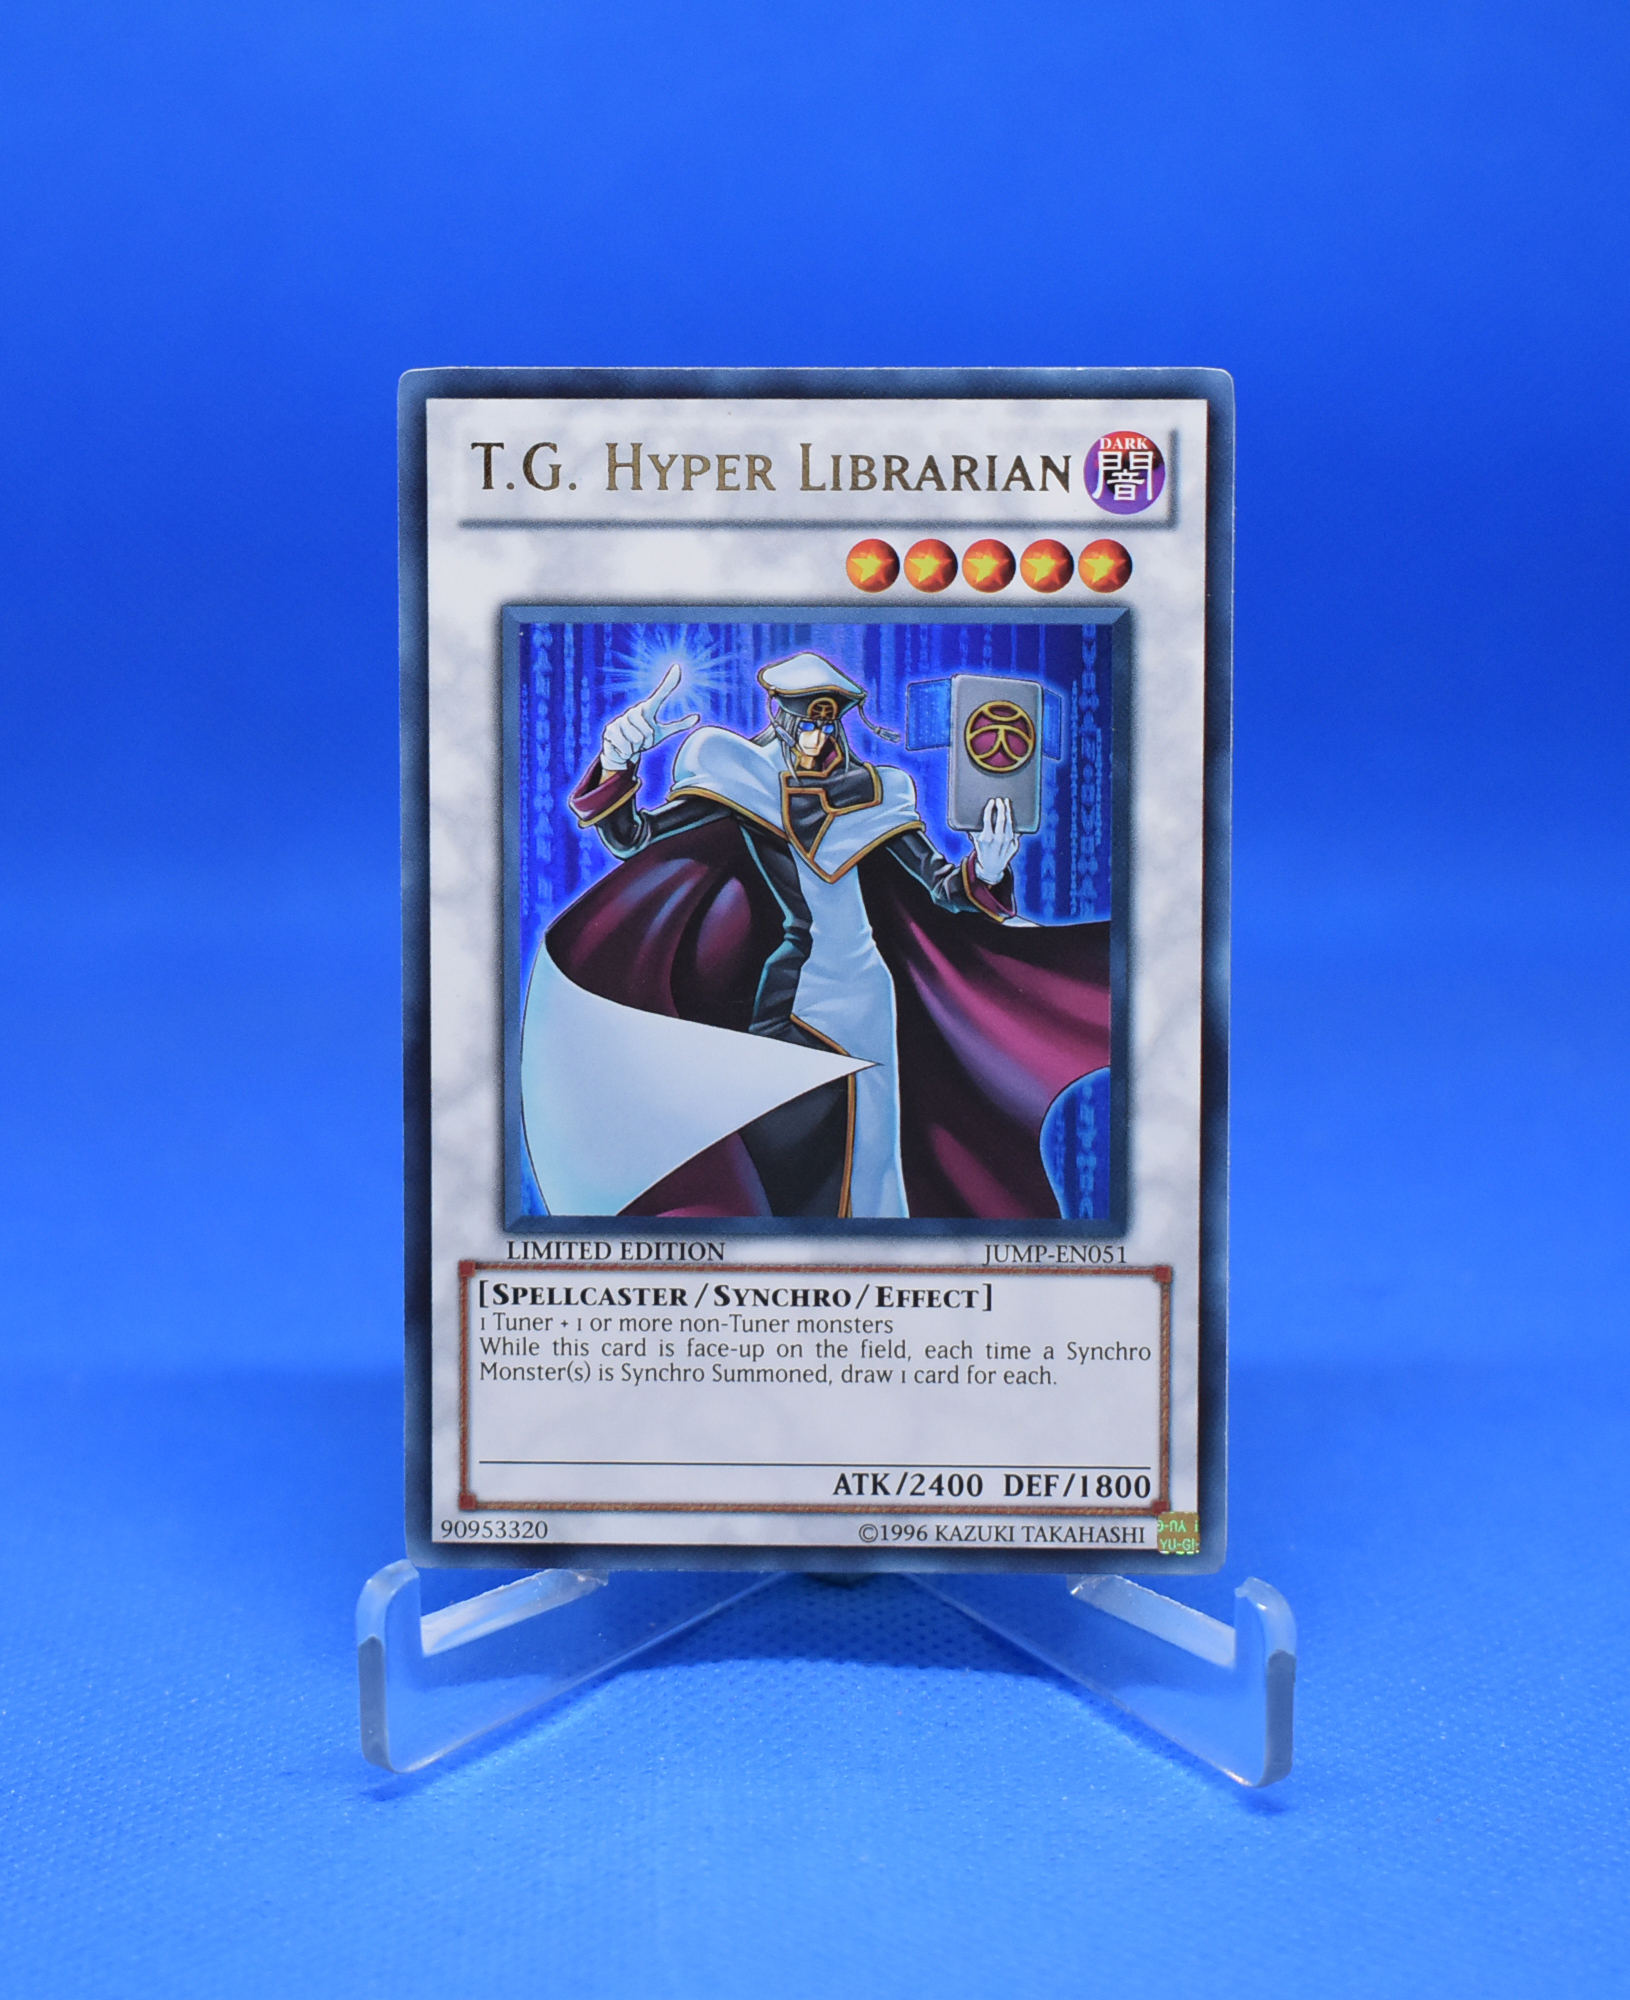 T.G. HYPER LIBRARIAN
DARK
闇
LIMITED EDITION JUMP-EN051
[SPELLCASTER/SYNCHRO/EFFECT]
1 Tuner + 1 or more non-Tuner monsters
While this card is face-up on the field, each time a Synchro
Monster(s) is Synchro Summoned, draw 1 card for each.
ATK/2400 DEF/1800
90953320 ©1996 KAZUKI TAKAHASHI